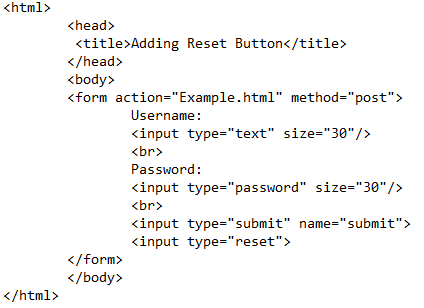 <html>
<head>
<title>Adding Reset Button</title>
</head>
<body>
<form action="Example.html" method="post">
Username:
<input type="text" size="30"/>
<br>
Password:
<input type="password" size="30"/>
<br>
<input type="submit" name="submit">
<input type="reset">
</form>
</body>
</html>